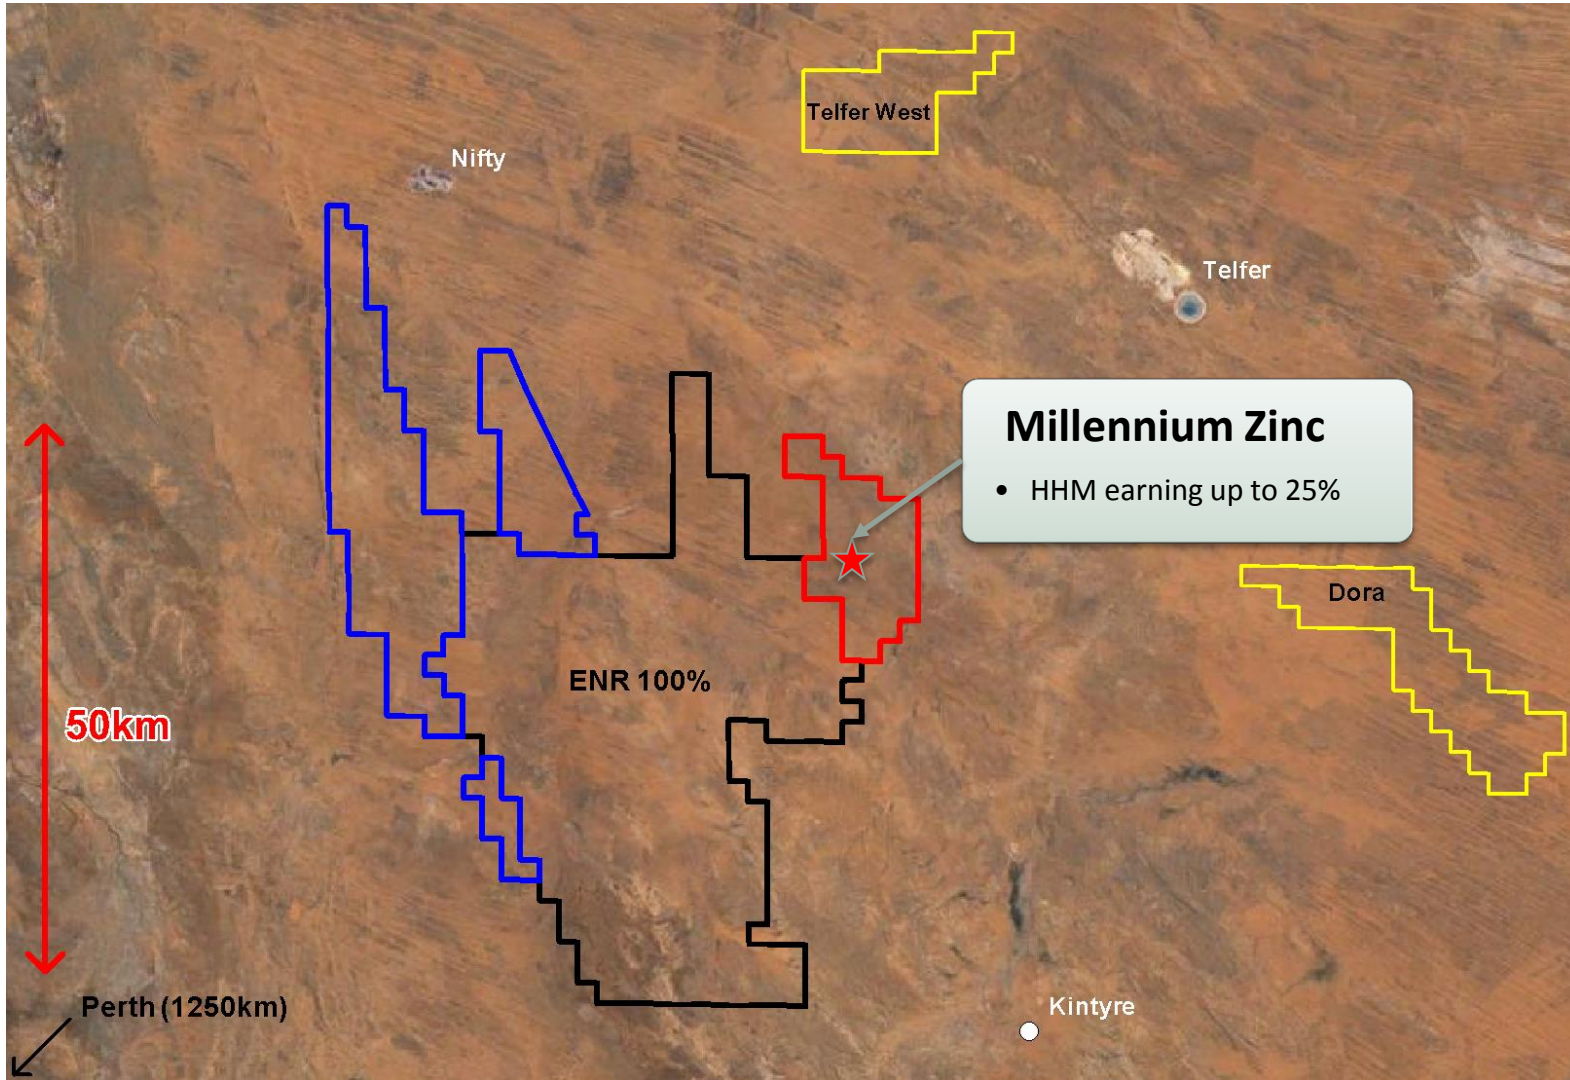 Telfer West
Nifty
Telfer
Millennium Zinc
• HHM earning up to 25%
Dora
ENR 100%
50km
Perth (1250km)
Kintyre